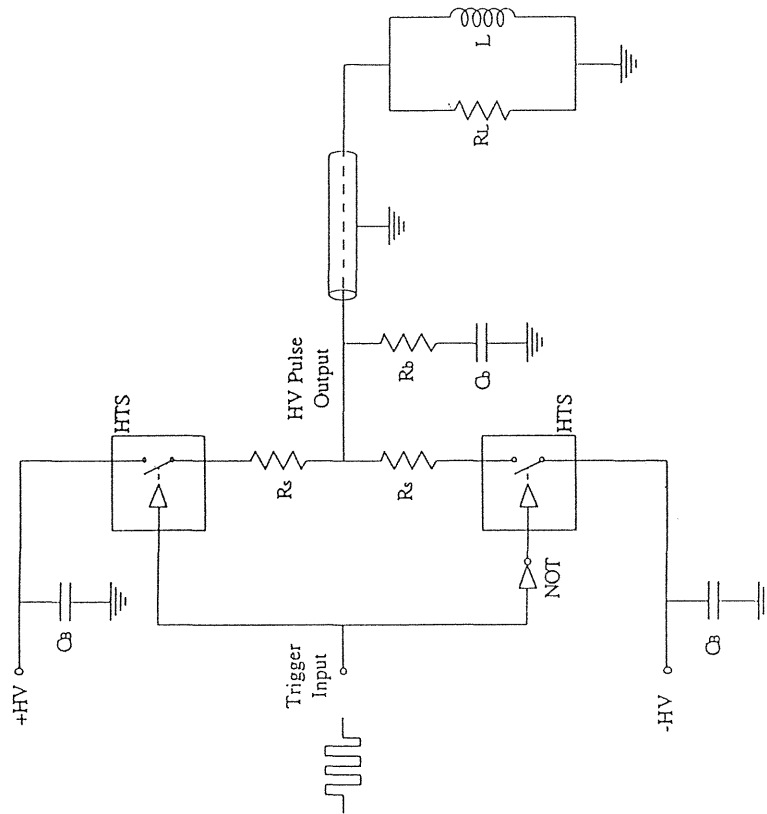 +HV
CB
HTS
Rs
HV Pulse
Output
Trigger
Input
NOT
Rs
HTS
Rb
Cb
RL
L
-HV
CB